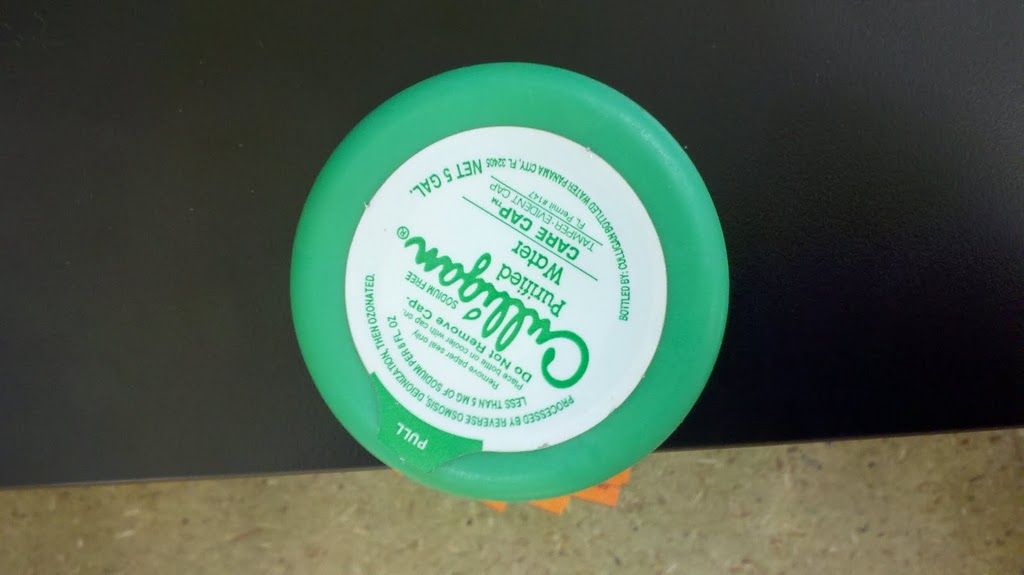 PULL
PROCESSED BY REVERSE OSMOSIS, DEIONIZATION, THEN OZONATED.
LESS THAN 5 MG OF SODIUM PER 8 FL OZ
Remove paper seal only
Place bottle on cooler with cap on.
Do Not Remove Cap.
SODIUM FREE
Culligan®
Purified
Water
CARE CAP™
TAMPER-EVIDENT CAP
FL Permit #147
NET 5 GAL.
BOTTLED BY: CULLIGAN BOTTLED WATER PANAMA CITY, FL 32405